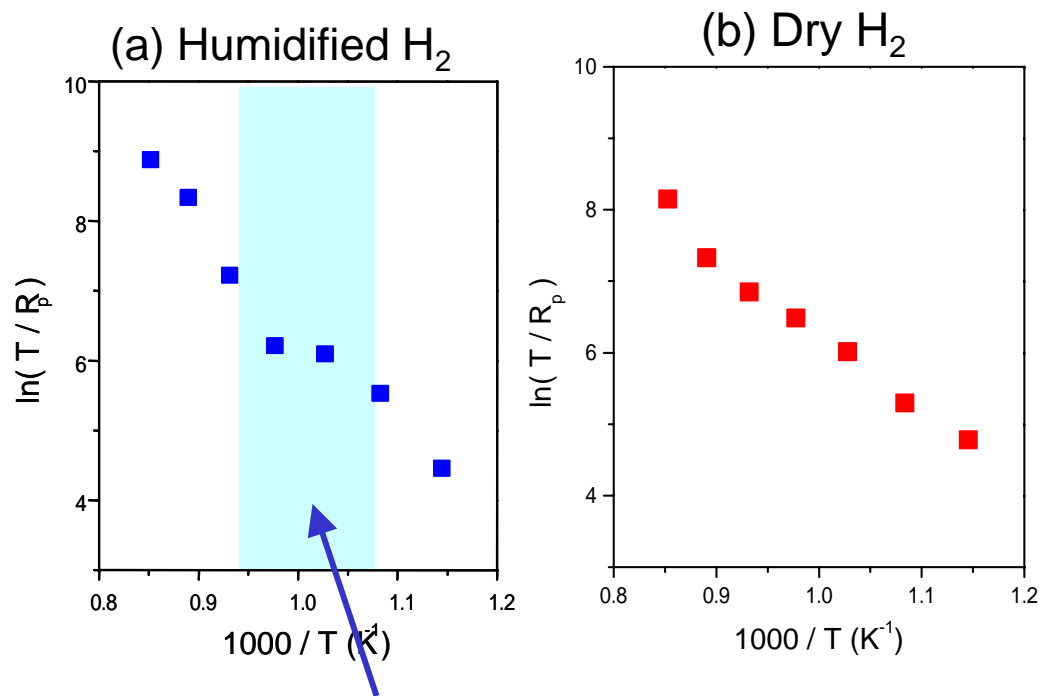 (a) Humidified H₂
10
8
6
4
ln( T / Rₚ)
0.8 0.9 1.0 1.1 1.2
1000 / T (K⁻¹)
(b) Dry H₂
10
8
6
4
ln( T / Rₚ )
0.8 0.9 1.0 1.1 1.2
1000 / T (K⁻¹)